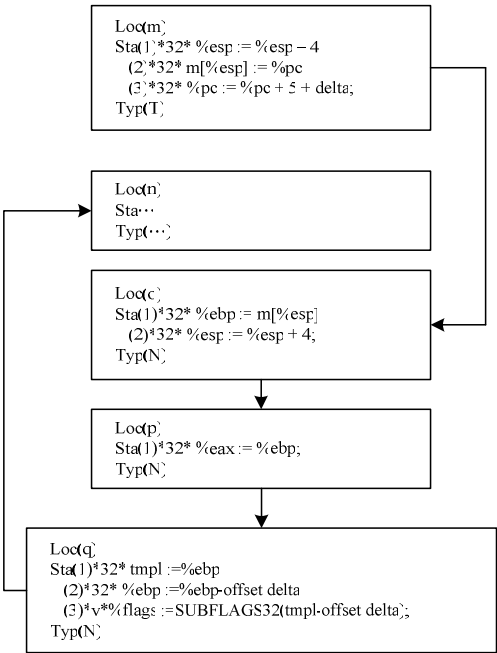 Loc(m)
Sta(1)*32* %esp := %esp – 4
(2)*32* m[%esp] := %pc
(3)*32* %pc := %pc + 5 + delta;
Typ(T)
Loc(n)
Sta···
Typ(···)
Loc(c)
Sta(1)*32* %ebp := m[%esp]
(2)*32* %esp := %esp + 4;
Typ(N)
Loc(p)
Sta(1)*32* %eax := %ebp;
Typ(N)
Loc(q)
Sta(1)*32* tmpl :=%ebp
(2)*32* %ebp :=%ebp-offset delta
(3)*v*%flags :=SUBFLAGS32(tmpl-offset delta);
Typ(N)